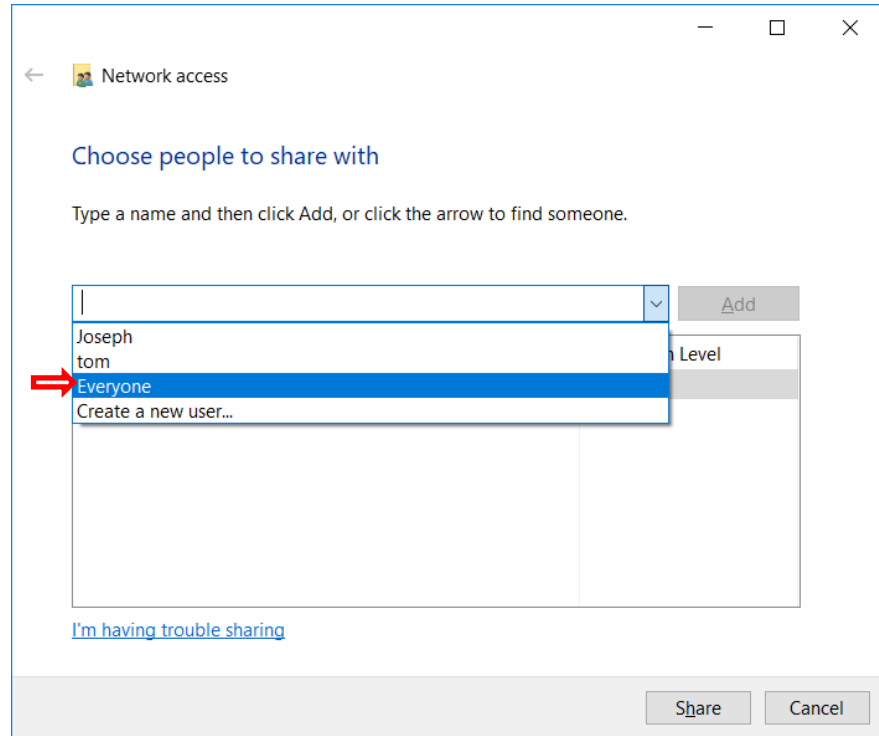 Network access
Choose people to share with
Type a name and then click Add, or click the arrow to find someone.
Add
Joseph
tom
Level
Everyone
Create a new user...
I'm having trouble sharing
Share Cancel